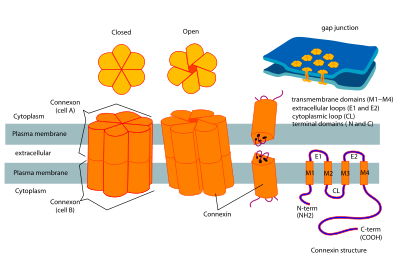 Closed
Open
gap junction
Connexon
(cell A)
Cytoplasm
Plasma membrane
extracellular
Plasma membrane
Cytoplasm
Connexon
(cell B)
Connexin
transmembrane domains (M1–M4)
extracellular loops (E1 and E2)
cytoplasmic loop (CL)
terminal domains ( N and C)
E1
E2
M1
M2
M3
M4
CL
N-term
(NH2)
C-term
(COOH)
Connexin structure